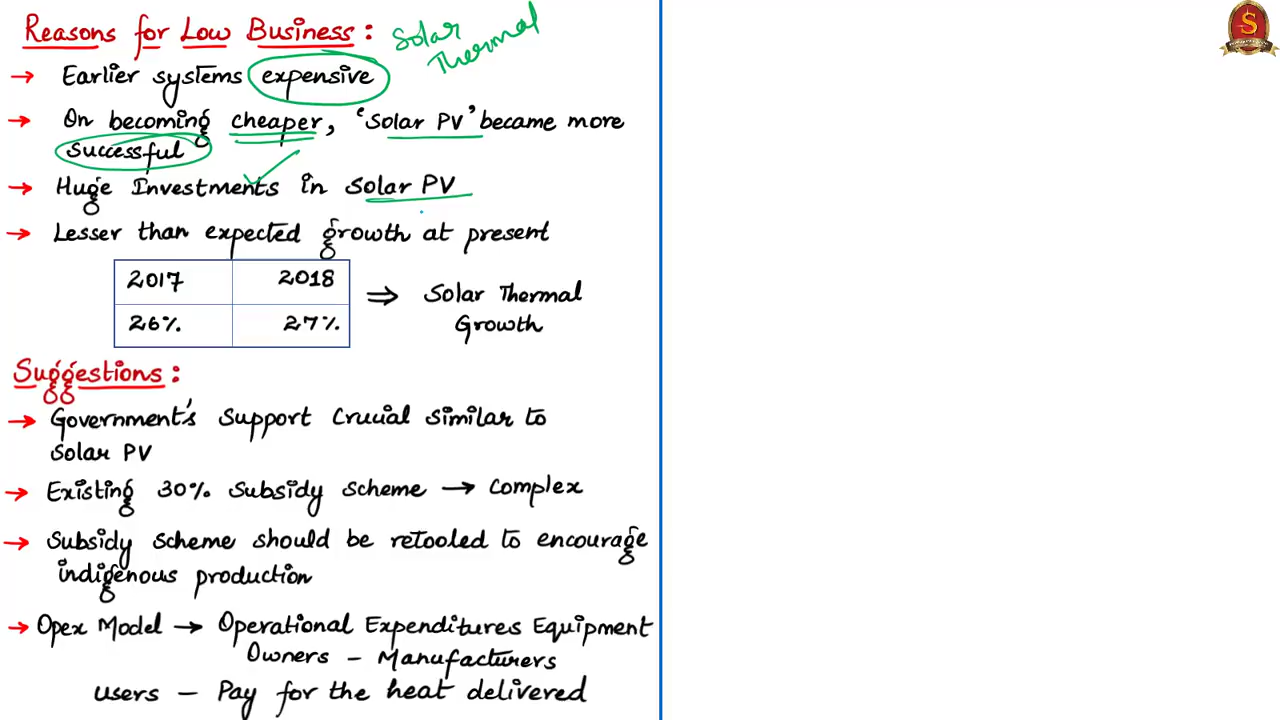 Reasons for Low Business :
Solar
Thermal
→ Earlier systems expensive
→ On becoming cheaper, 'Solar PV' became more
Successful
→ Huge Investments in Solar PV
→ Lesser than expected growth at present
2017 2018
26% 27%
⇒ Solar Thermal
Growth
Suggestions :
→ Government's Support Crucial Similar to
Solar PV
→ Existing 30% Subsidy Scheme → Complex
→ Subsidy Scheme should be retooled to encourage
indigenous production
→ Opex Model → Operational Expenditures Equipment
Owners – Manufacturers
Users – Pay for the heat delivered
S